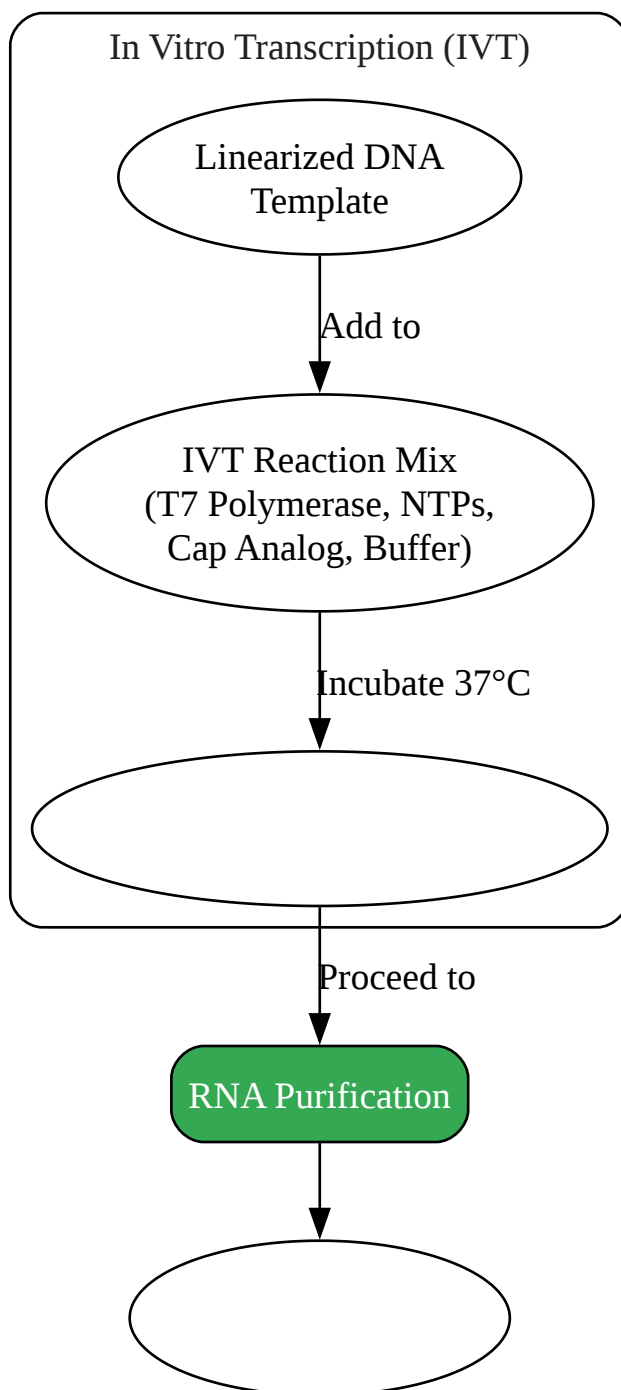 In Vitro Transcription (IVT)
Linearized DNA
Template
Add to
IVT Reaction Mix
(T7 Polymerase, NTPs,
Cap Analog, Buffer)
Incubate 37°C
Proceed to
RNA Purification